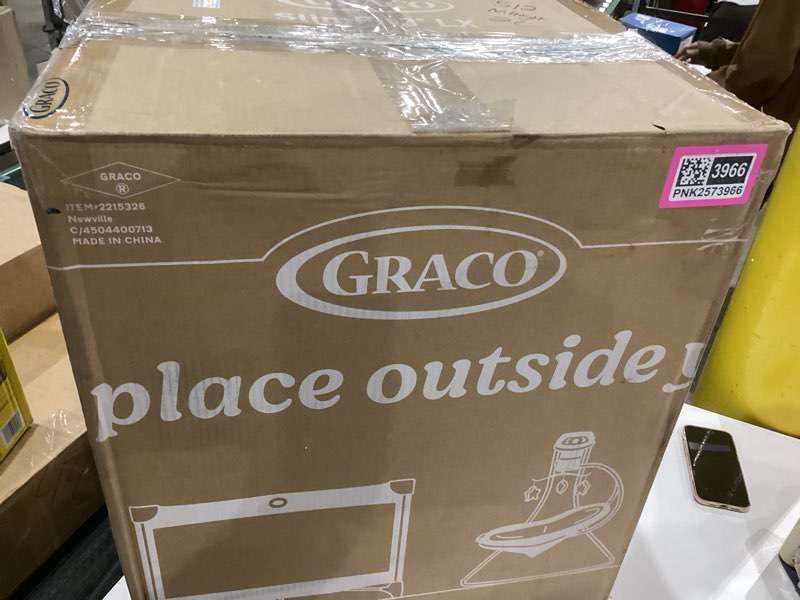 GRACO
GRACO
®
ITEM#2215326
Newville
C/4504400713
MADE IN CHINA
3966
PNK2573966
GRACO®
place outside y